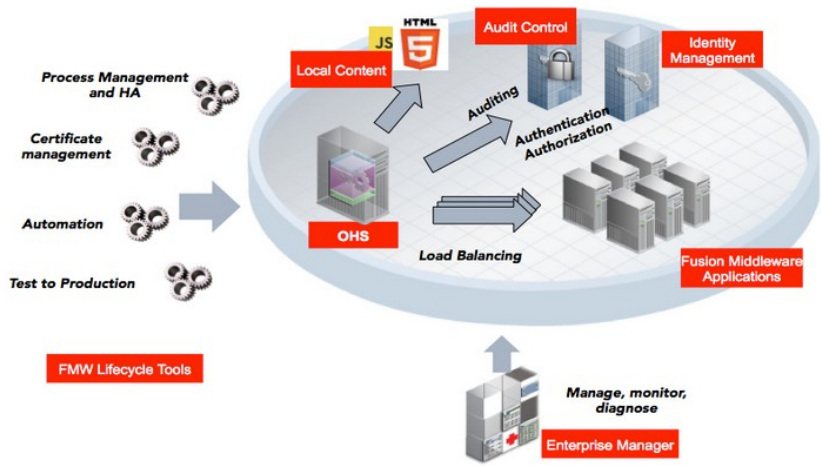 HTML
JS
5
Audit Control
Identity
Management
Local Content
Process Management
and HA
Auditing
Certificate
management
Authentication
Authorization
Automation
OHS
Load Balancing
Fusion Middleware
Applications
Test to Production
FMW Lifecycle Tools
Manage, monitor,
diagnose
Enterprise Manager